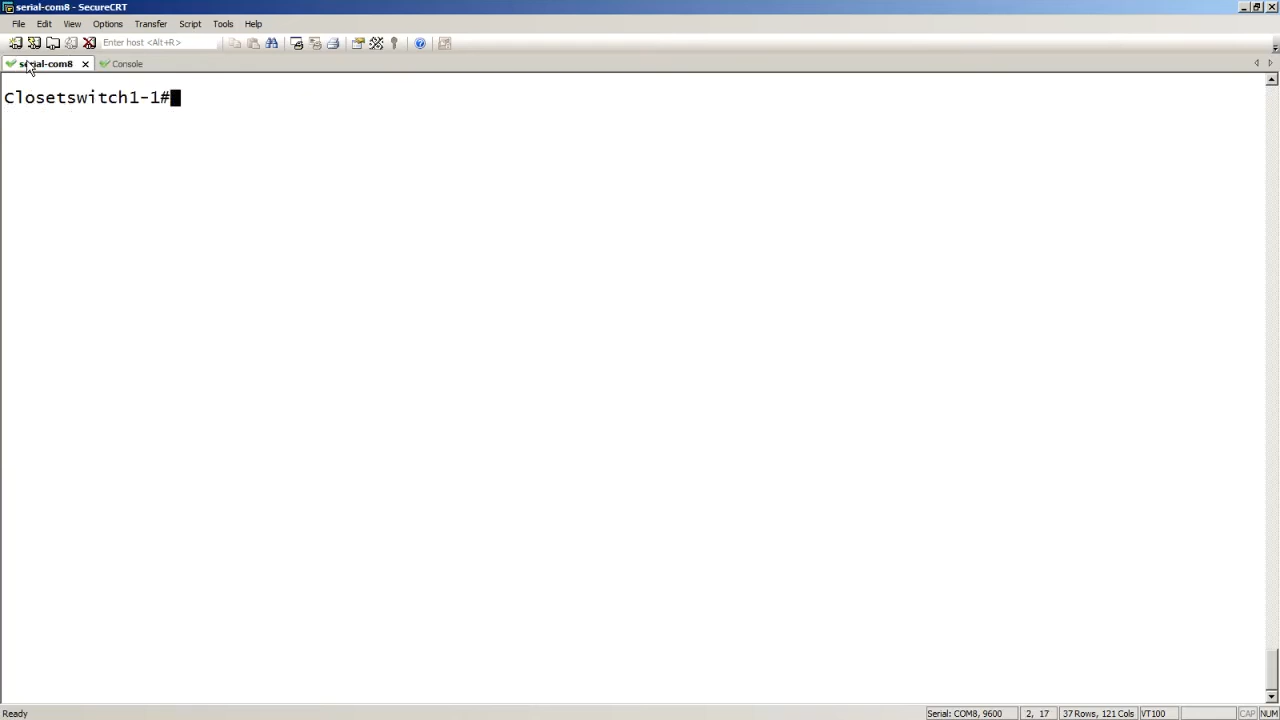 serial-com8 - SecureCRT
File Edit View Options Transfer Script Tools Help
Enter host <Alt+R>
serial-com8 Console
Closetswitch1-1#
Ready Serial: COM8, 9600 2, 17 37 Rows, 121 Cols VT100 CAP NUM